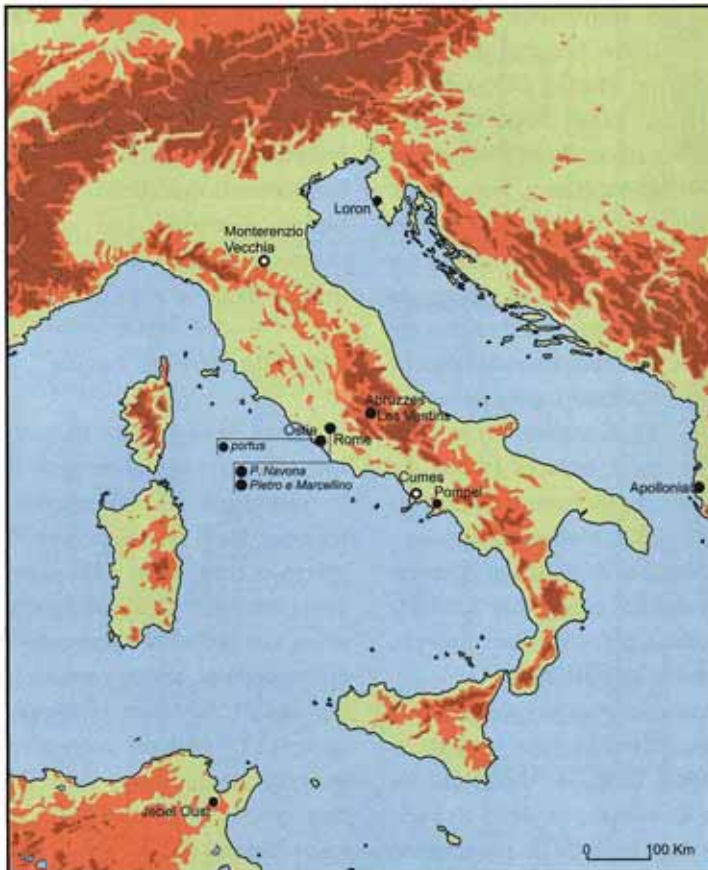 Loron
Monterenzio
Vecchia
Abruzzes
Les Vestins
Ostie
Rome
portus
P. Navona
Pietro e Marcellino
Cumes
Pompei
Apollonia
Jebel Oust
0 100 Km